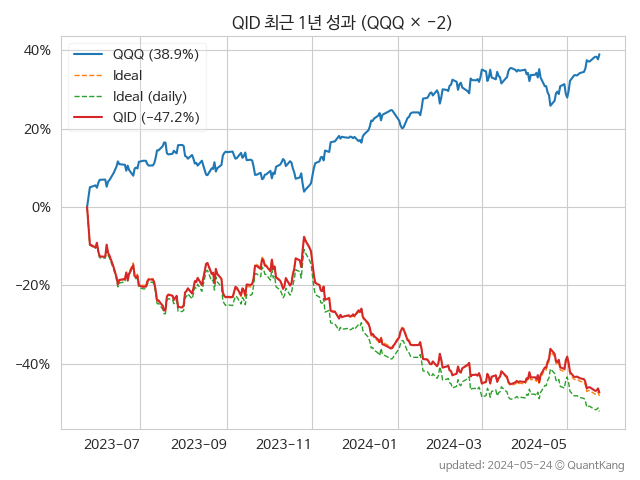 QID 최근 1년 성과 (QQQ × −2)
QQQ (38.9%)
Ideal
Ideal (daily)
QID (−47.2%)
40%
20%
0%
−20%
−40%
2023−07
2023−09
2023−11
2024−01
2024−03
2024−05
updated: 2024−05−24 © QuantKang